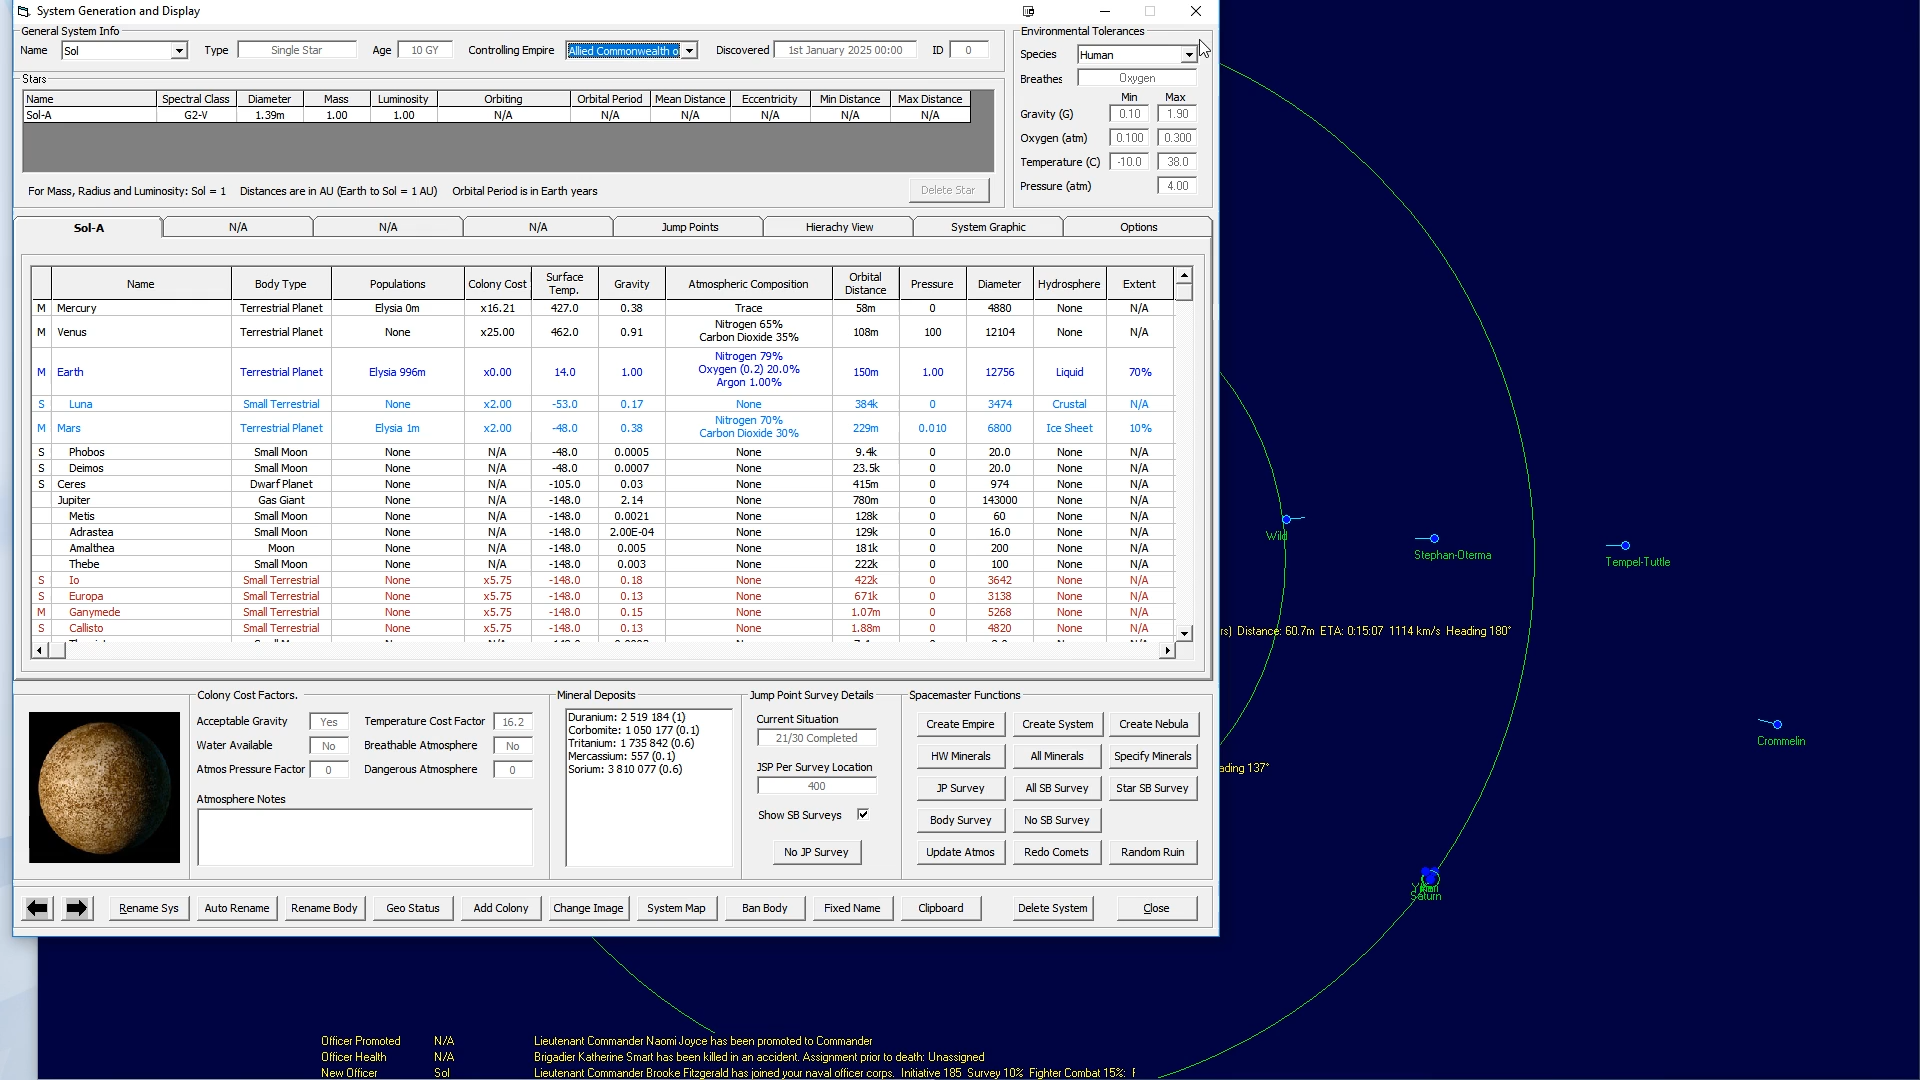 System Generation and Display
General System Info
Name Sol Type Single Star Age 10 GY Controlling Empire Allied Commonwealth o Discovered 1st January 2025 00:00 ID 0
Environmental Tolerances
Species Human
Breathes Oxygen
Min Max
Gravity (G) 0.10 1.90
Oxygen (atm) 0.100 0.300
Temperature (C) -10.0 38.0
Pressure (atm) 4.00
Stars
Name Spectral Class Diameter Mass Luminosity Orbiting Orbital Period Mean Distance Eccentricity Min Distance Max Distance
Sol-A G2-V 1.39m 1.00 1.00 N/A N/A N/A N/A N/A N/A
For Mass, Radius and Luminosity: Sol = 1 Distances are in AU (Earth to Sol = 1 AU) Orbital Period is in Earth years Delete Star
Sol-A N/A N/A N/A Jump Points Hierachy View System Graphic Options
Name Body Type Populations Colony Cost Surface Temp. Gravity Atmospheric Composition Orbital Distance Pressure Diameter Hydrosphere Extent
M Mercury Terrestrial Planet Elysia 0m x16.21 427.0 0.38 Trace 58m 0 4880 None N/A
M Venus Terrestrial Planet None x25.00 462.0 0.91 Nitrogen 65% Carbon Dioxide 35% 108m 100 12104 None N/A
M Earth Terrestrial Planet Elysia 996m x0.00 14.0 1.00 Nitrogen 79% Oxygen (0.2) 20.0% Argon 1.00% 150m 1.00 12756 Liquid 70%
S Luna Small Terrestrial None x2.00 -53.0 0.17 None 384k 0 3474 Crustal N/A
M Mars Terrestrial Planet Elysia 1m x2.00 -48.0 0.38 Nitrogen 70% Carbon Dioxide 30% 229m 0.010 6800 Ice Sheet 10%
S Phobos Small Moon None N/A -48.0 0.0005 None 9.4k 0 20.0 None N/A
S Deimos Small Moon None N/A -48.0 0.0007 None 23.5k 0 20.0 None N/A
S Ceres Dwarf Planet None N/A -105.0 0.03 None 415m 0 974 None N/A
Jupiter Gas Giant None N/A -148.0 2.14 None 780m 0 143000 None N/A
Metis Small Moon None N/A -148.0 0.0021 None 128k 0 60 None N/A
Adrastea Small Moon None N/A -148.0 2.00E-04 None 129k 0 16.0 None N/A
Amalthea Moon None N/A -148.0 0.005 None 181k 0 200 None N/A
Thebe Small Moon None N/A -148.0 0.003 None 222k 0 100 None N/A
S Io Small Terrestrial None x5.75 -148.0 0.18 None 422k 0 3642 None N/A
S Europa Small Terrestrial None x5.75 -148.0 0.13 None 671k 0 3138 None N/A
M Ganymede Small Terrestrial None x5.75 -148.0 0.15 None 1.07m 0 5268 None N/A
S Callisto Small Terrestrial None x5.75 -148.0 0.13 None 1.88m 0 4820 None N/A
Colony Cost Factors.
Acceptable Gravity Yes Temperature Cost Factor 16.2
Water Available No Breathable Atmosphere No
Atmos Pressure Factor 0 Dangerous Atmosphere 0
Atmosphere Notes
Mineral Deposits
Duranium: 2 519 184 (1)
Corbomite: 1 050 177 (0.1)
Tritanium: 1 735 842 (0.6)
Mercassium: 557 (0.1)
Sorium: 3 810 077 (0.6)
Jump Point Survey Details
Current Situation
21/30 Completed
JSP Per Survey Location
400
Show SB Surveys
No JP Survey
Spacemaster Functions
Create Empire Create System Create Nebula
HW Minerals All Minerals Specify Minerals
JP Survey All SB Survey Star SB Survey
Body Survey No SB Survey
Update Atmos Redo Comets Random Ruin
Rename Sys Auto Rename Rename Body Geo Status Add Colony Change Image System Map Ban Body Fixed Name Clipboard Delete System Close
Wild
Stephan-Oterma
Tempel-Tuttle
rs) Distance: 60.7m ETA: 0:15:07 1114 km/s Heading 180°
Crommelin
ading 137°
Saturn
Officer Promoted N/A Lieutenant Commander Naomi Joyce has been promoted to Commander
Officer Health N/A Brigadier Katherine Smart has been killed in an accident. Assignment prior to death: Unassigned
New Officer Sol Lieutenant Commander Brooke Fitzgerald has joined your naval officer corps. Initiative 185 Survey 10% Fighter Combat 15%: